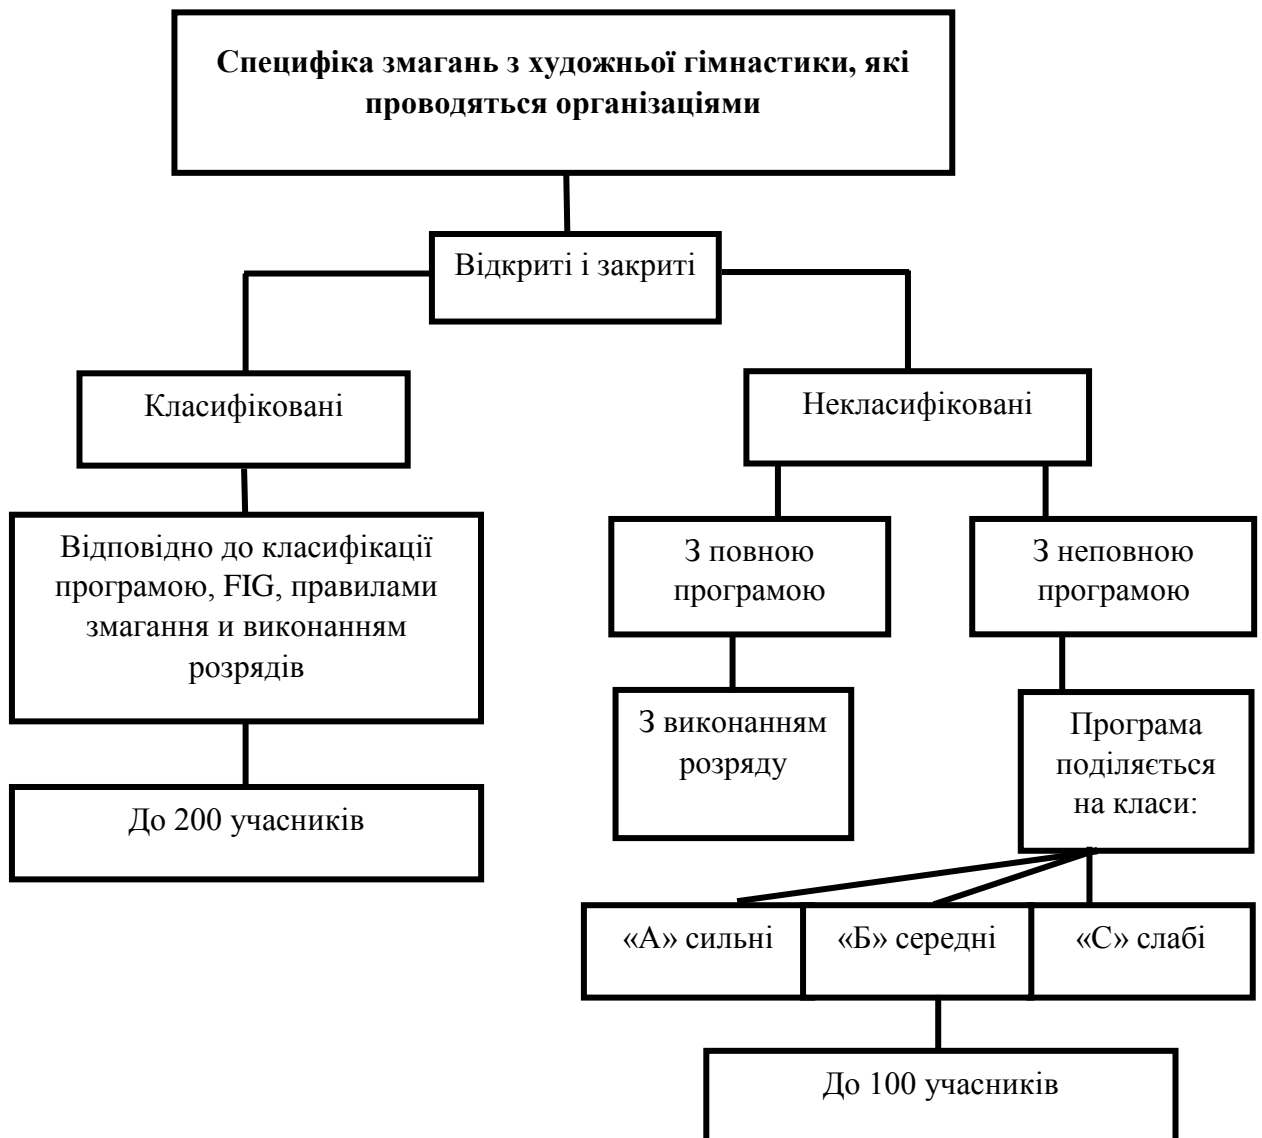 Специфіка змагань з художньої гімнастики, які
проводяться організаціями
Відкриті і закриті
Класифіковані
Некласифіковані
Відповідно до класифікації
програмою, FIG, правилами
змагання и виконанням
розрядів
З повною
програмою
З неповною
програмою
З виконанням
розряду
Програма
поділяється
на класи:
До 200 учасників
«А» сильні
«Б» середні
«С» слабі
До 100 учасників